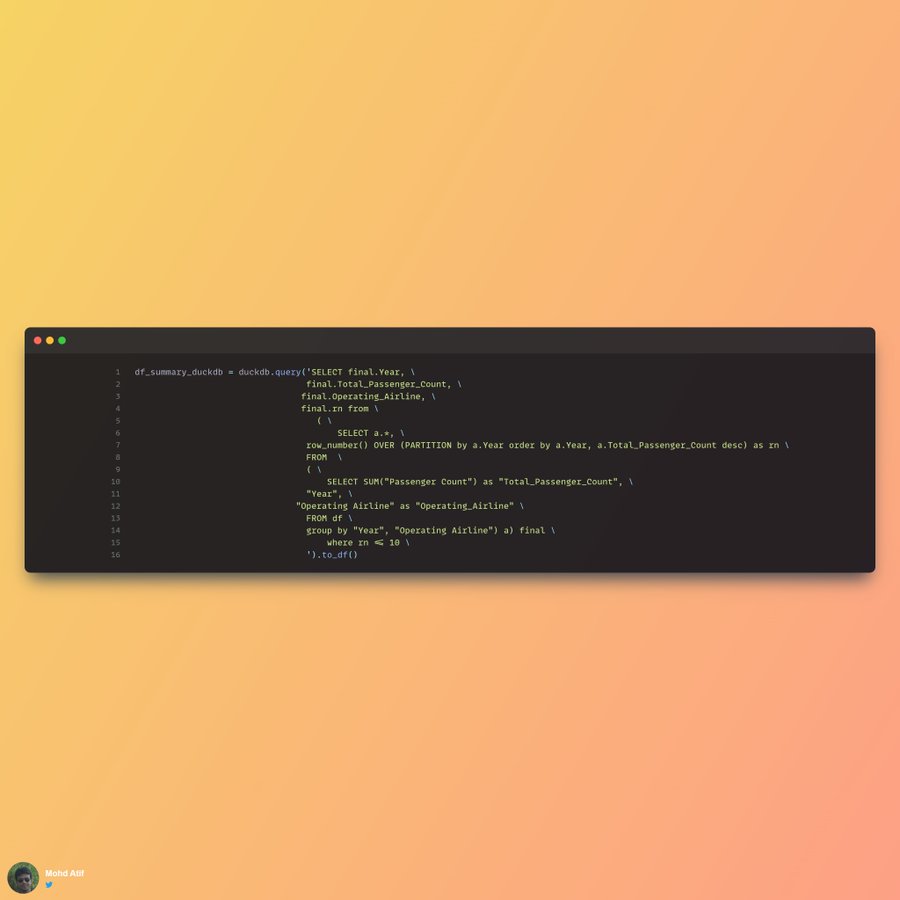 1 df_summary_duckdb = duckdb.query('SELECT final.Year, \
2 final.Total_Passenger_Count, \
3 final.Operating_Airline, \
4 final.rn from \
5 ( \
6 SELECT a.*, \
7 row_number() OVER (PARTITION by a.Year order by a.Year, a.Total_Passenger_Count desc) as rn \
8 FROM \
9 ( \
10 SELECT SUM("Passenger Count") as "Total_Passenger_Count", \
11 "Year", \
12 "Operating Airline" as "Operating_Airline" \
13 FROM df \
14 group by "Year", "Operating Airline") a) final \
15 where rn <= 10 \
16 ').to_df()
Mohd Atif